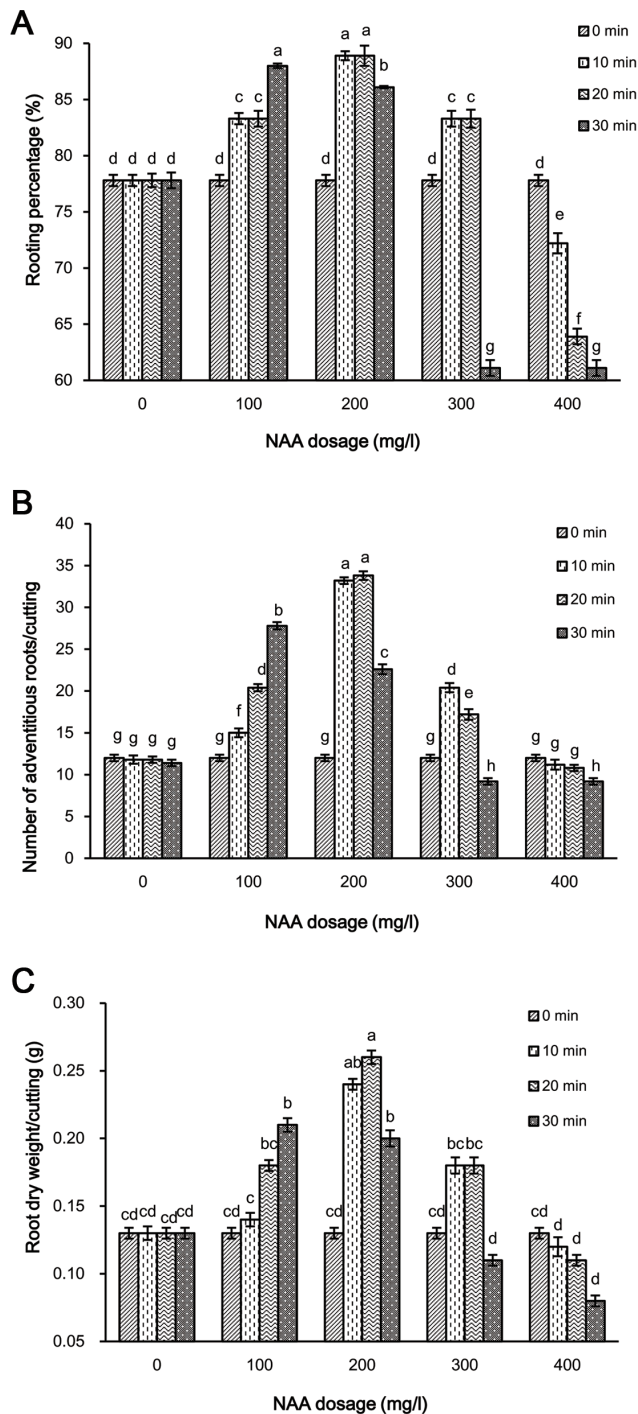 A
90
85
78
75
70
65
60
Rooting percentage (%)
d d d d
d c c a
d a a b
d c c g
d e f g
0 min
10 min
20 min
30 min
0 100 200 300 400
NAA dosage (mg/l)
B
40
35
30
25
20
15
10
5
0
Number of adventitious roots/cutting
g g g g
g f d b
g a a c
g d e h
g g g h
0 min
10 min
20 min
30 min
0 100 200 300 400
NAA dosage (mg/l)
C
0.30
0.25
0.20
0.15
0.10
0.05
Root dry weight/cutting (g)
cd cd cd cd
cd c bc b
cd ab a b
cd bc bc d
cd d d d
0 min
10 min
20 min
30 min
0 100 200 300 400
NAA dosage (mg/l)